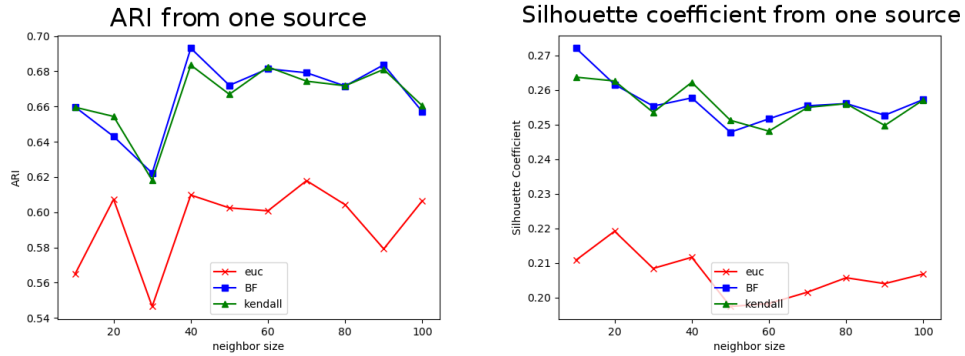 ARI from one source
0.70
0.68
0.66
0.64
0.62
0.60
0.58
0.56
0.54
ARI
20
40
60
80
100
neighbor size
euc
BF
kendall
Silhouette coefficient from one source
0.27
0.26
0.25
0.24
0.23
0.22
0.21
0.20
Silhouette Coefficient
20
40
60
80
100
neighbor size
euc
BF
kendall